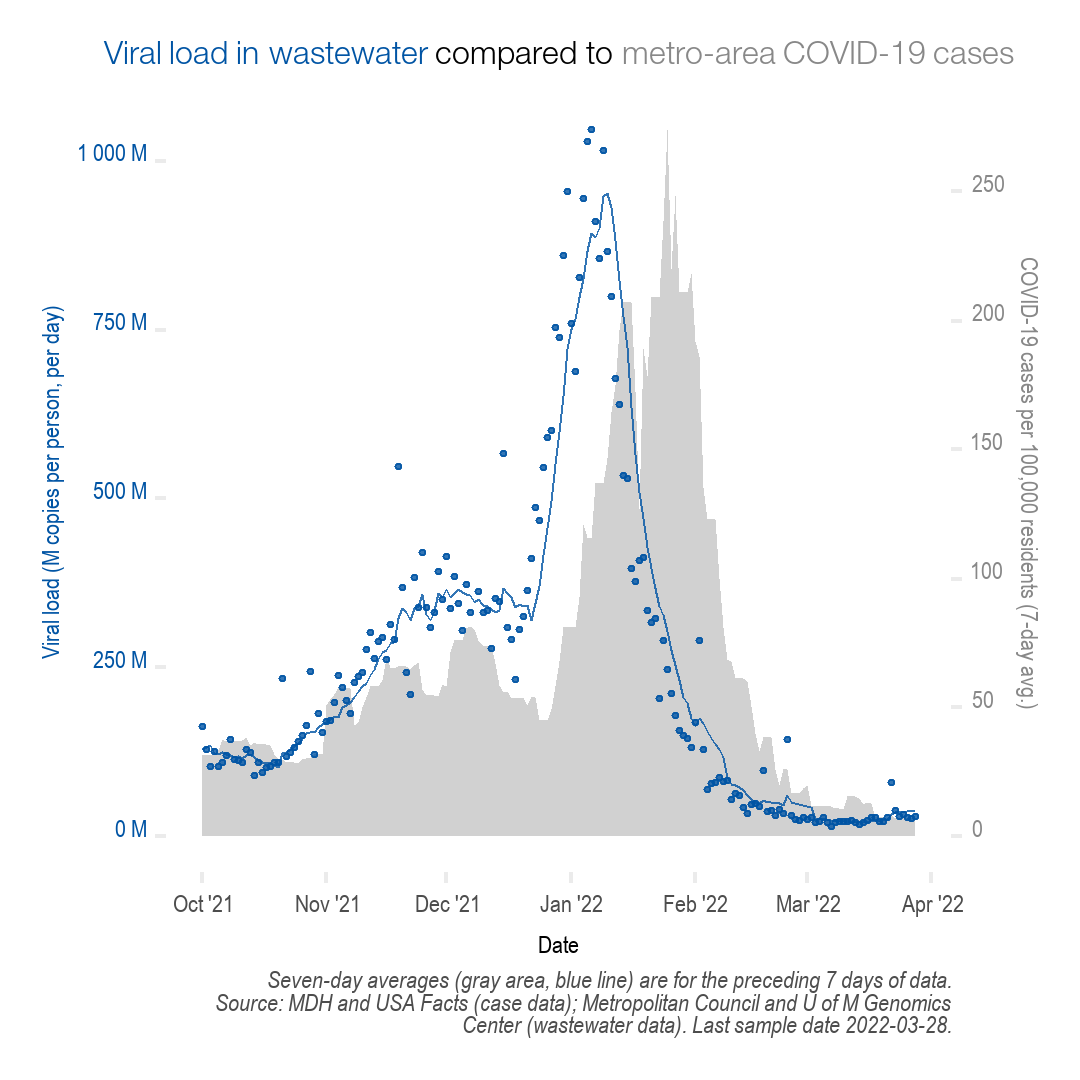 Viral load in wastewater compared to metro-area COVID-19 cases
1 000 M
750 M
500 M
250 M
0 M
Viral load (M copies per person, per day)
250
200
150
100
50
0
COVID-19 cases per 100,000 residents (7-day avg.)
Oct '21 Nov '21 Dec '21 Jan '22 Feb '22 Mar '22 Apr '22
Date
Seven-day averages (gray area, blue line) are for the preceding 7 days of data.
Source: MDH and USA Facts (case data); Metropolitan Council and U of M Genomics
Center (wastewater data). Last sample date 2022-03-28.